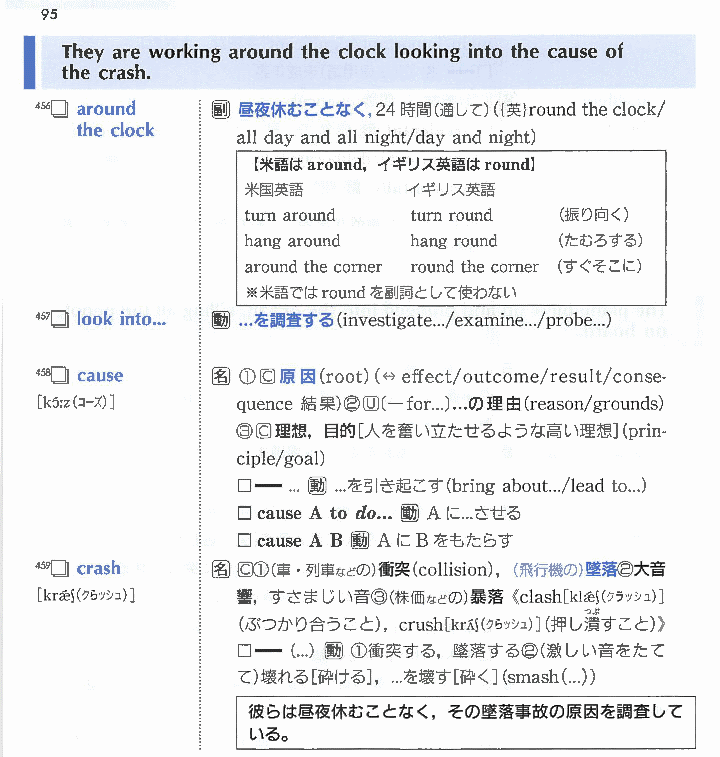 95
They are working around the clock looking into the cause of
the crash.
456□ around
the clock
副 昼夜休むことなく, 24 時間(通して) ({英}round the clock/
all day and all night/day and night)
【米語は around, イギリス英語は round】
米国英語 イギリス英語
turn around turn round (振り向く)
hang around hang round (たむろする)
around the corner round the corner (すぐそこに)
※米語では round を副詞として使わない
457□ look into...
動 ...を調査する(investigate.../examine.../probe...)
458□ cause
[kɔ́ːz(コーズ)]
名 ①Ⓒ原因(root) (↔ effect/outcome/result/conse-
quence 結果)②Ⓤ(—for...)...の理由(reason/grounds)
③Ⓒ理想, 目的[人を奮い立たせるような高い理想](prin-
ciple/goal)
□— ... 動 ...を引き起こす(bring about.../lead to...)
□ cause A to do... 動 A に...させる
□ cause A B 動 A に B をもたらす
459□ crash
[krǽʃ(クらッシュ)]
名 Ⓒ①(車・列車などの)衝突(collision), (飛行機の)墜落②大音
響, すさまじい音③(株価などの)暴落《clash[klǽʃ(クラッシュ)]
(ぶつかり合うこと), crush[krʌ́ʃ(クらッシュ)](押し潰(つぶ)すこと)》
□— (...) 動 ①衝突する, 墜落する②(激しい音をたて
て)壊れる[砕ける], ...を壊す[砕く](smash(...))
彼らは昼夜休むことなく, その墜落事故の原因を調査して
いる。